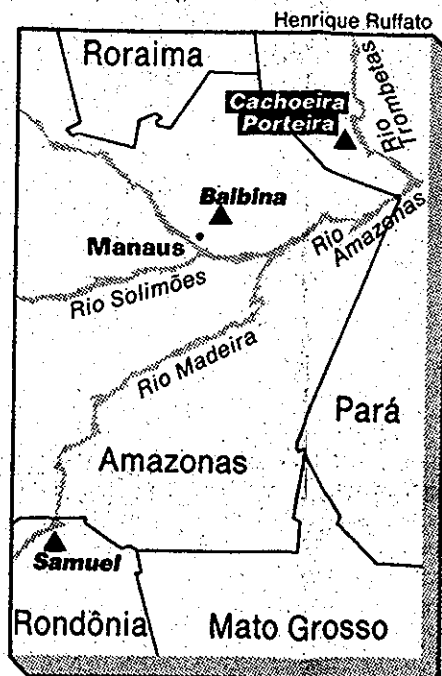 Henrique Ruffato
Roraima
Cachoeira
Porteira
Rio
Trombetas
Balbina
Manaus
Rio
Amazonas
Rio Solimões
Rio Madeira
Pará
Amazonas
Samuel
Rondônia
Mato Grosso